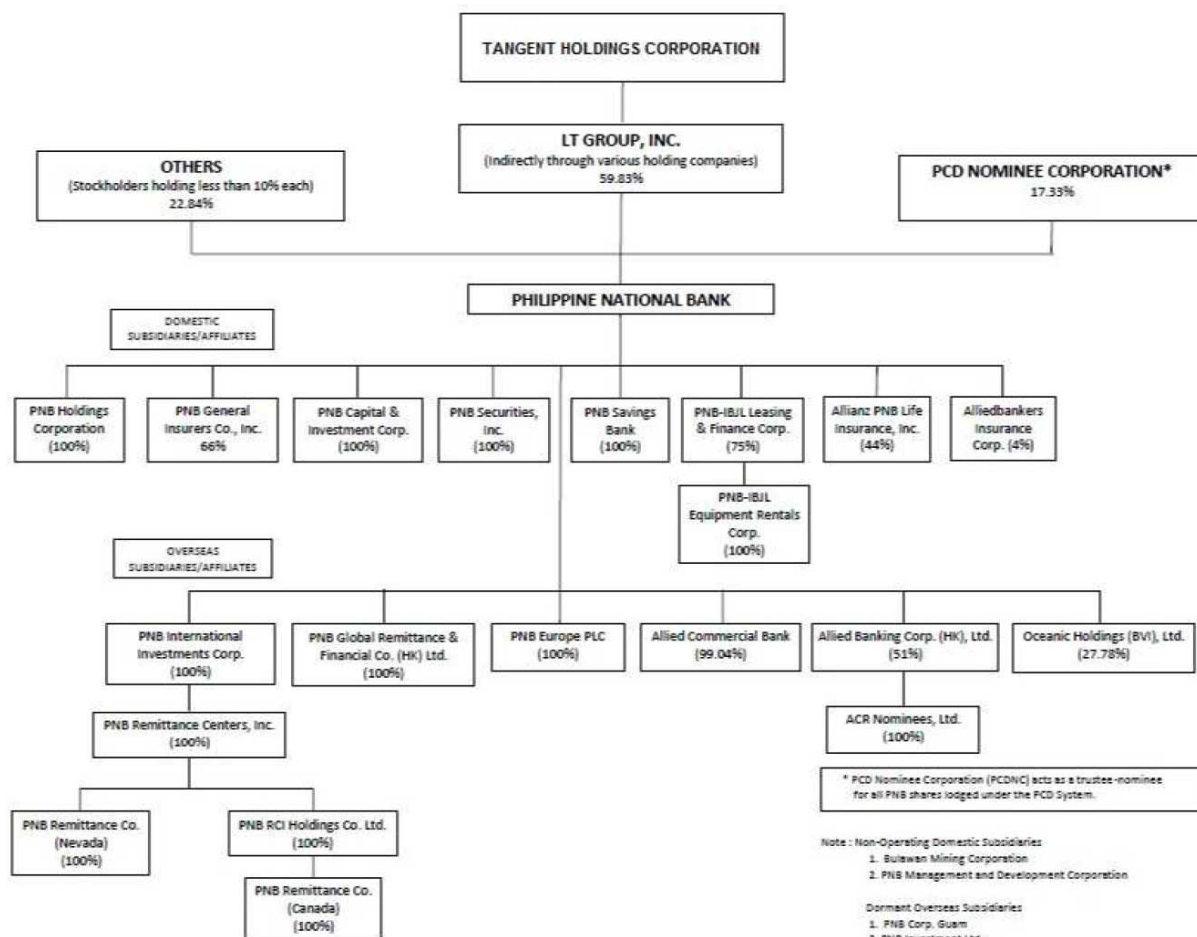 TANGENT HOLDINGS CORPORATION
LT GROUP, INC.
(Indirectly through various holding companies)
59.83%
OTHERS
(Stockholders holding less than 10% each)
22.84%
PCD NOMINEE CORPORATION*
17.33%
PHILIPPINE NATIONAL BANK
DOMESTIC
SUBSIDIARIES/AFFILIATES
PNB Holdings
Corporation
(100%)
PNB General
Insurers Co., Inc.
66%
PNB Capital &
Investment Corp.
(100%)
PNB Securities,
Inc.
(100%)
PNB Savings
Bank
(100%)
PNB-IBJL Leasing
& Finance Corp.
(75%)
Allianz PNB Life
Insurance, Inc.
(44%)
Alliedbankers
Insurance
Corp. (4%)
PNB-IBJL
Equipment Rentals
Corp.
(100%)
OVERSEAS
SUBSIDIARIES/AFFILIATES
PNB International
Investments Corp.
(100%)
PNB Global Remittance &
Financial Co. (HK) Ltd.
(100%)
PNB Europe PLC
(100%)
Allied Commercial Bank
(99.04%)
Allied Banking Corp. (HK), Ltd.
(51%)
Oceanic Holdings (BVI), Ltd.
(27.78%)
PNB Remittance Centers, Inc.
(100%)
ACR Nominees, Ltd.
(100%)
* PCD Nominee Corporation (PCDNC) acts as a trustee-nominee
for all PNB shares lodged under the PCD System.
PNB Remittance Co.
(Nevada)
(100%)
PNB RCI Holdings Co. Ltd.
(100%)
PNB Remittance Co.
(Canada)
(100%)
Note : Non-Operating Domestic Subsidiaries
1. Bulawan Mining Corporation
2. PNB Management and Development Corporation
Dormant Overseas Subsidiaries
1. PNB Corp. Guam